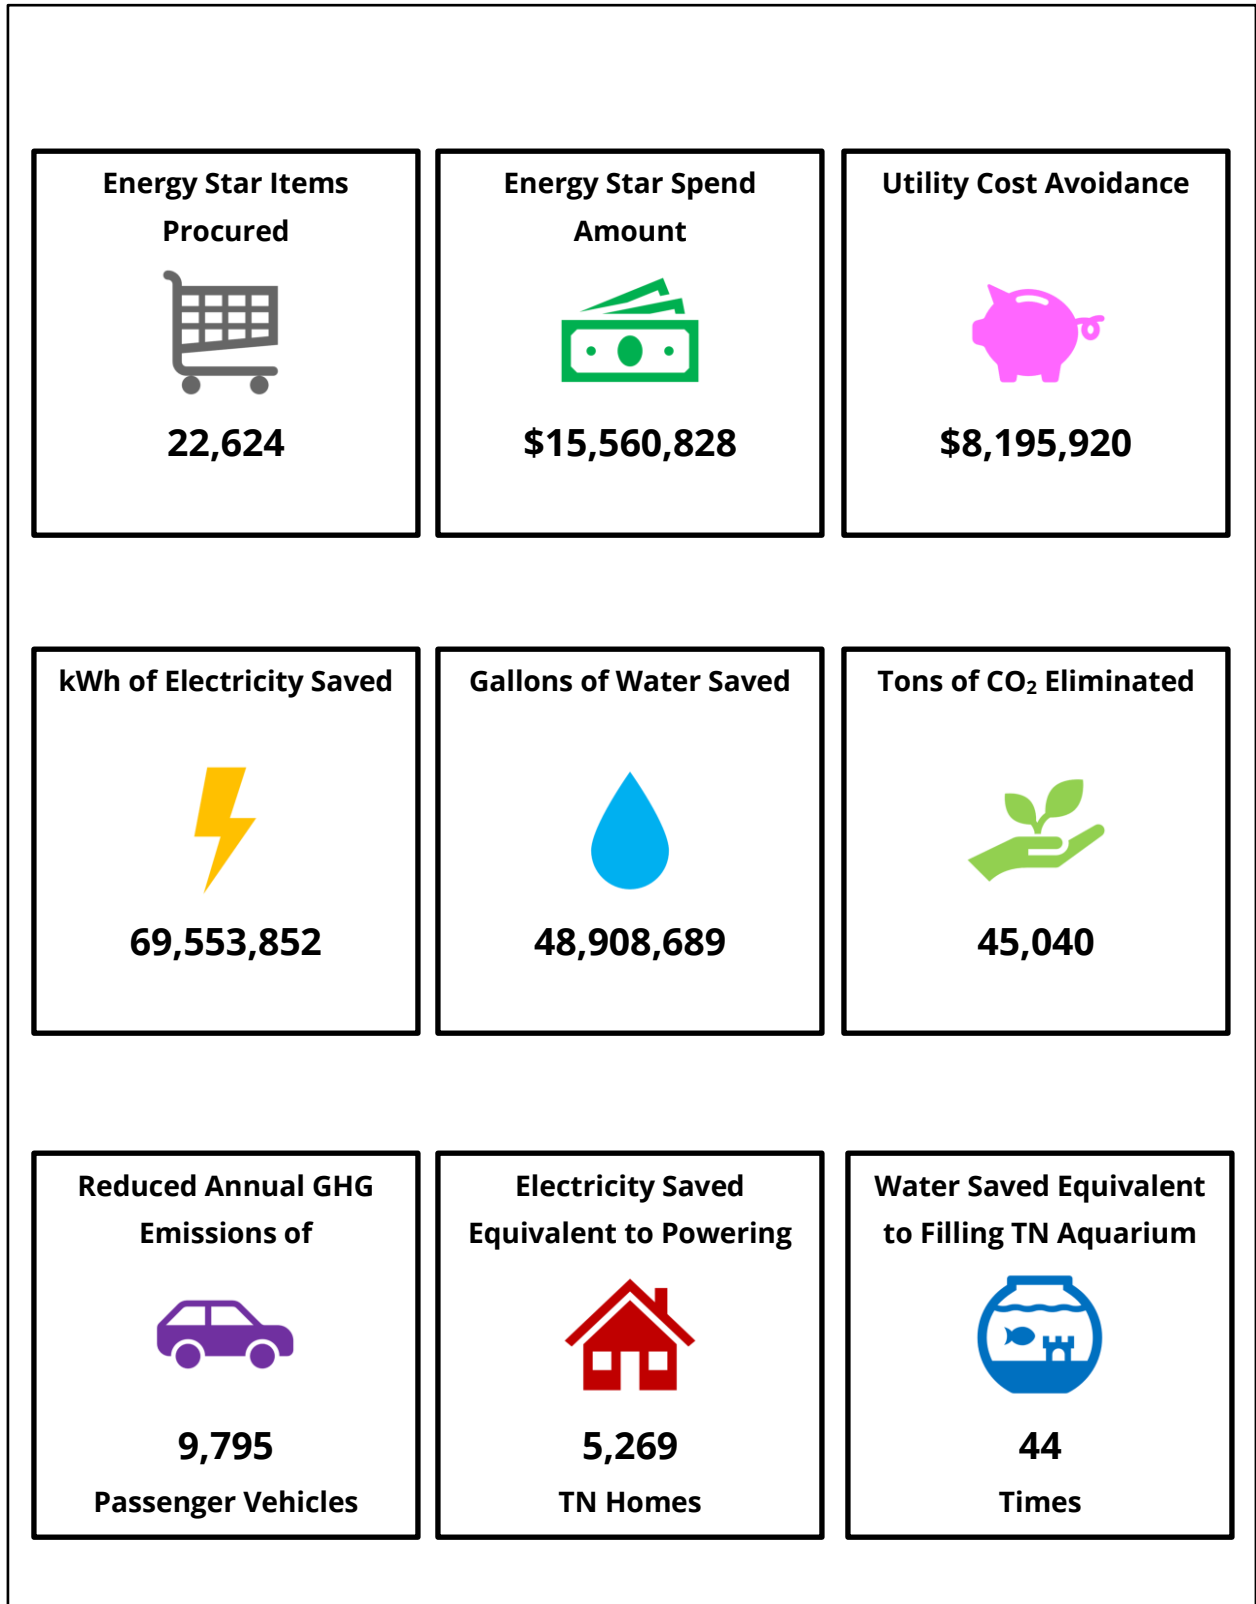 Energy Star Items
Procured
22,624
Energy Star Spend
Amount
$15,560,828
Utility Cost Avoidance
$8,195,920
kWh of Electricity Saved
69,553,852
Gallons of Water Saved
48,908,689
Tons of CO₂ Eliminated
45,040
Reduced Annual GHG
Emissions of
9,795
Passenger Vehicles
Electricity Saved
Equivalent to Powering
5,269
TN Homes
Water Saved Equivalent
to Filling TN Aquarium
44
Times